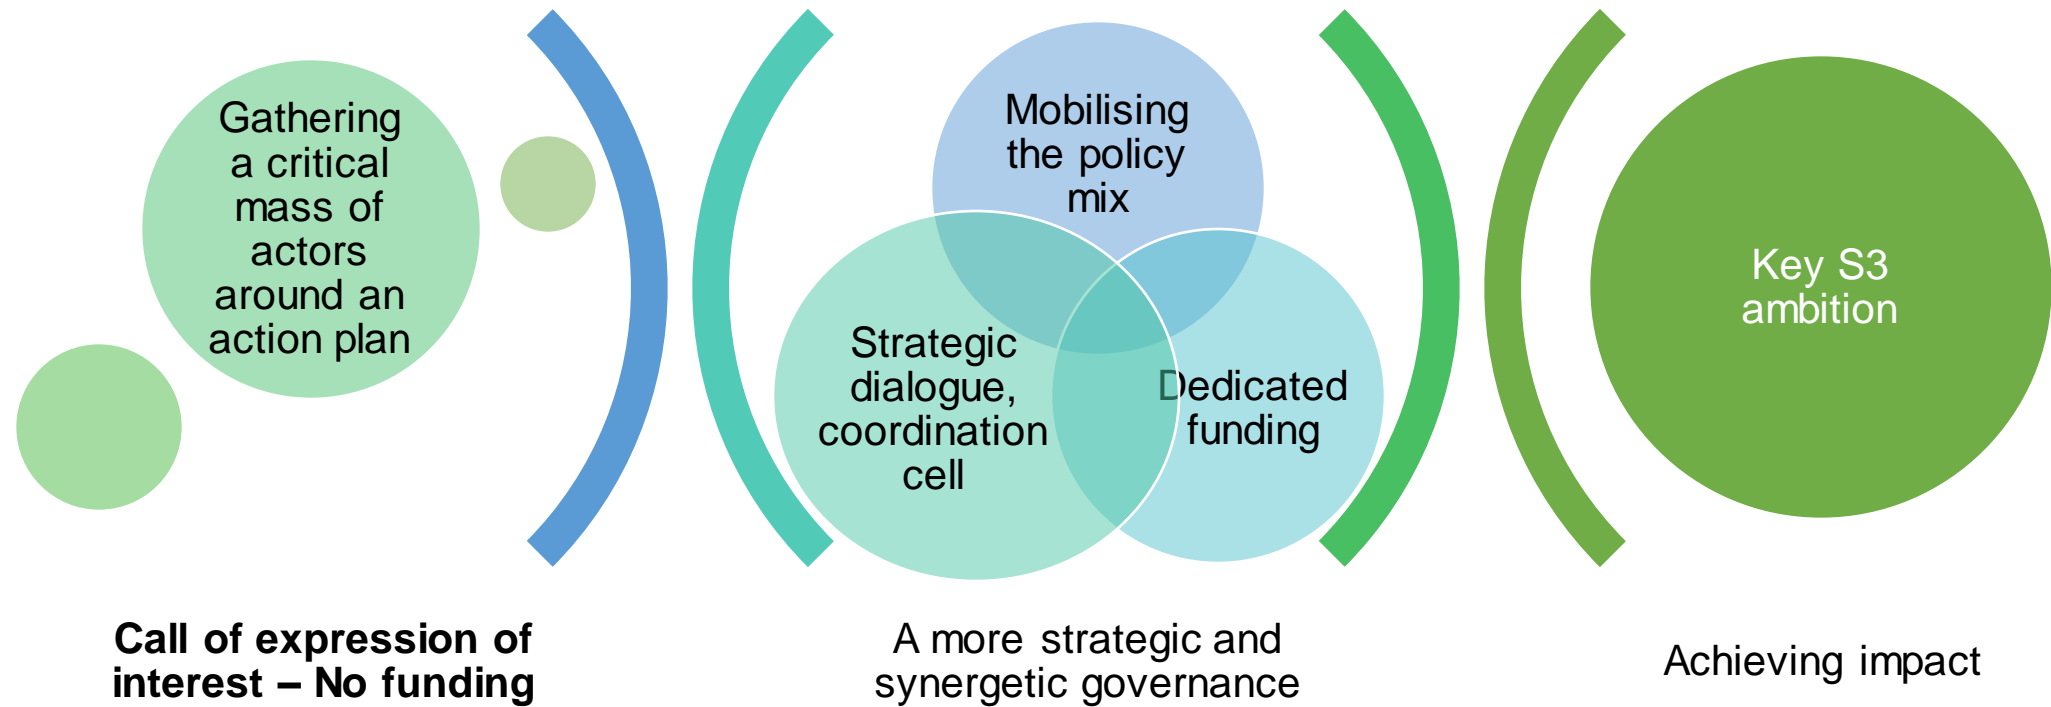 Gathering
a critical
mass of
actors
around an
action plan
Mobilising
the policy
mix
Strategic
dialogue,
coordination
cell
Dedicated
funding
Key S3
ambition
Call of expression of
interest – No funding
A more strategic and
synergetic governance
Achieving impact